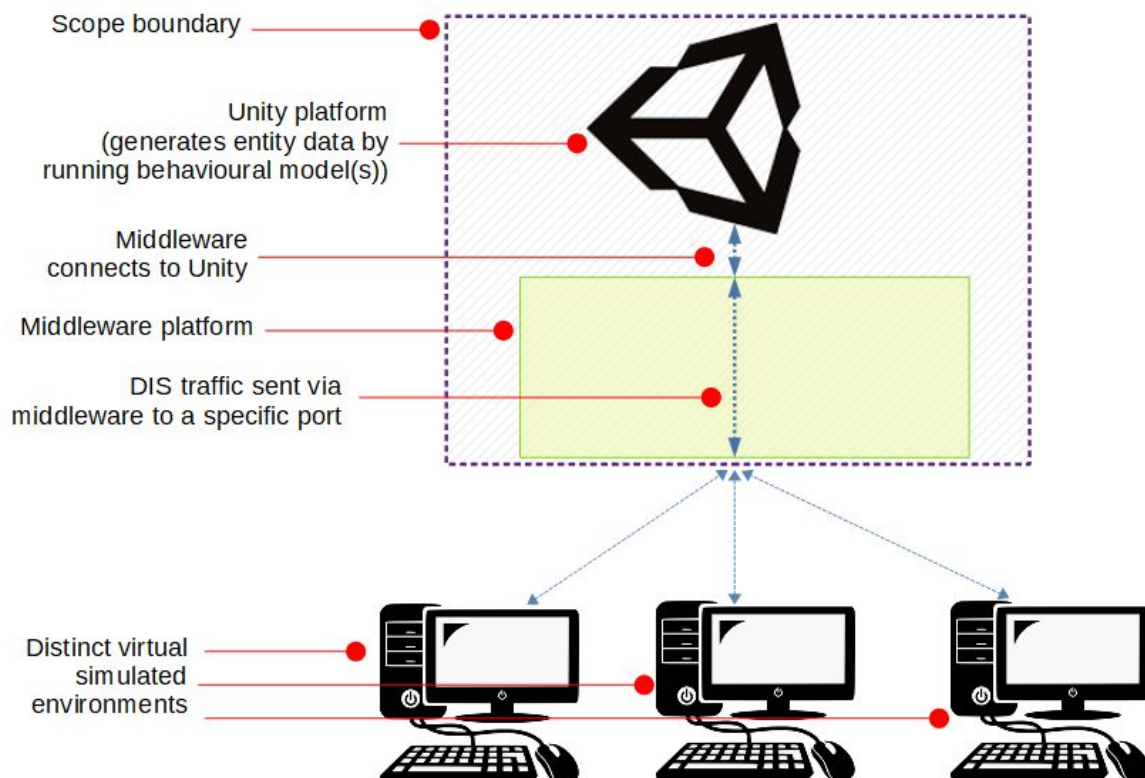 Scope boundary
Unity platform
(generates entity data by
running behavioural model(s))
Middleware
connects to Unity
Middleware platform
DIS traffic sent via
middleware to a specific port
Distinct virtual
simulated
environments